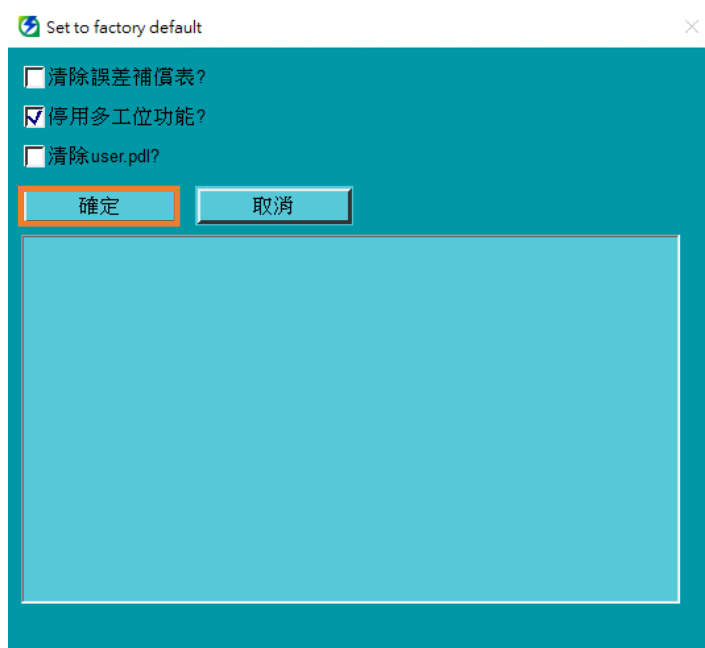 Set to factory default
清除誤差補償表?
停用多工位功能?
清除user.pdl?
確定 取消